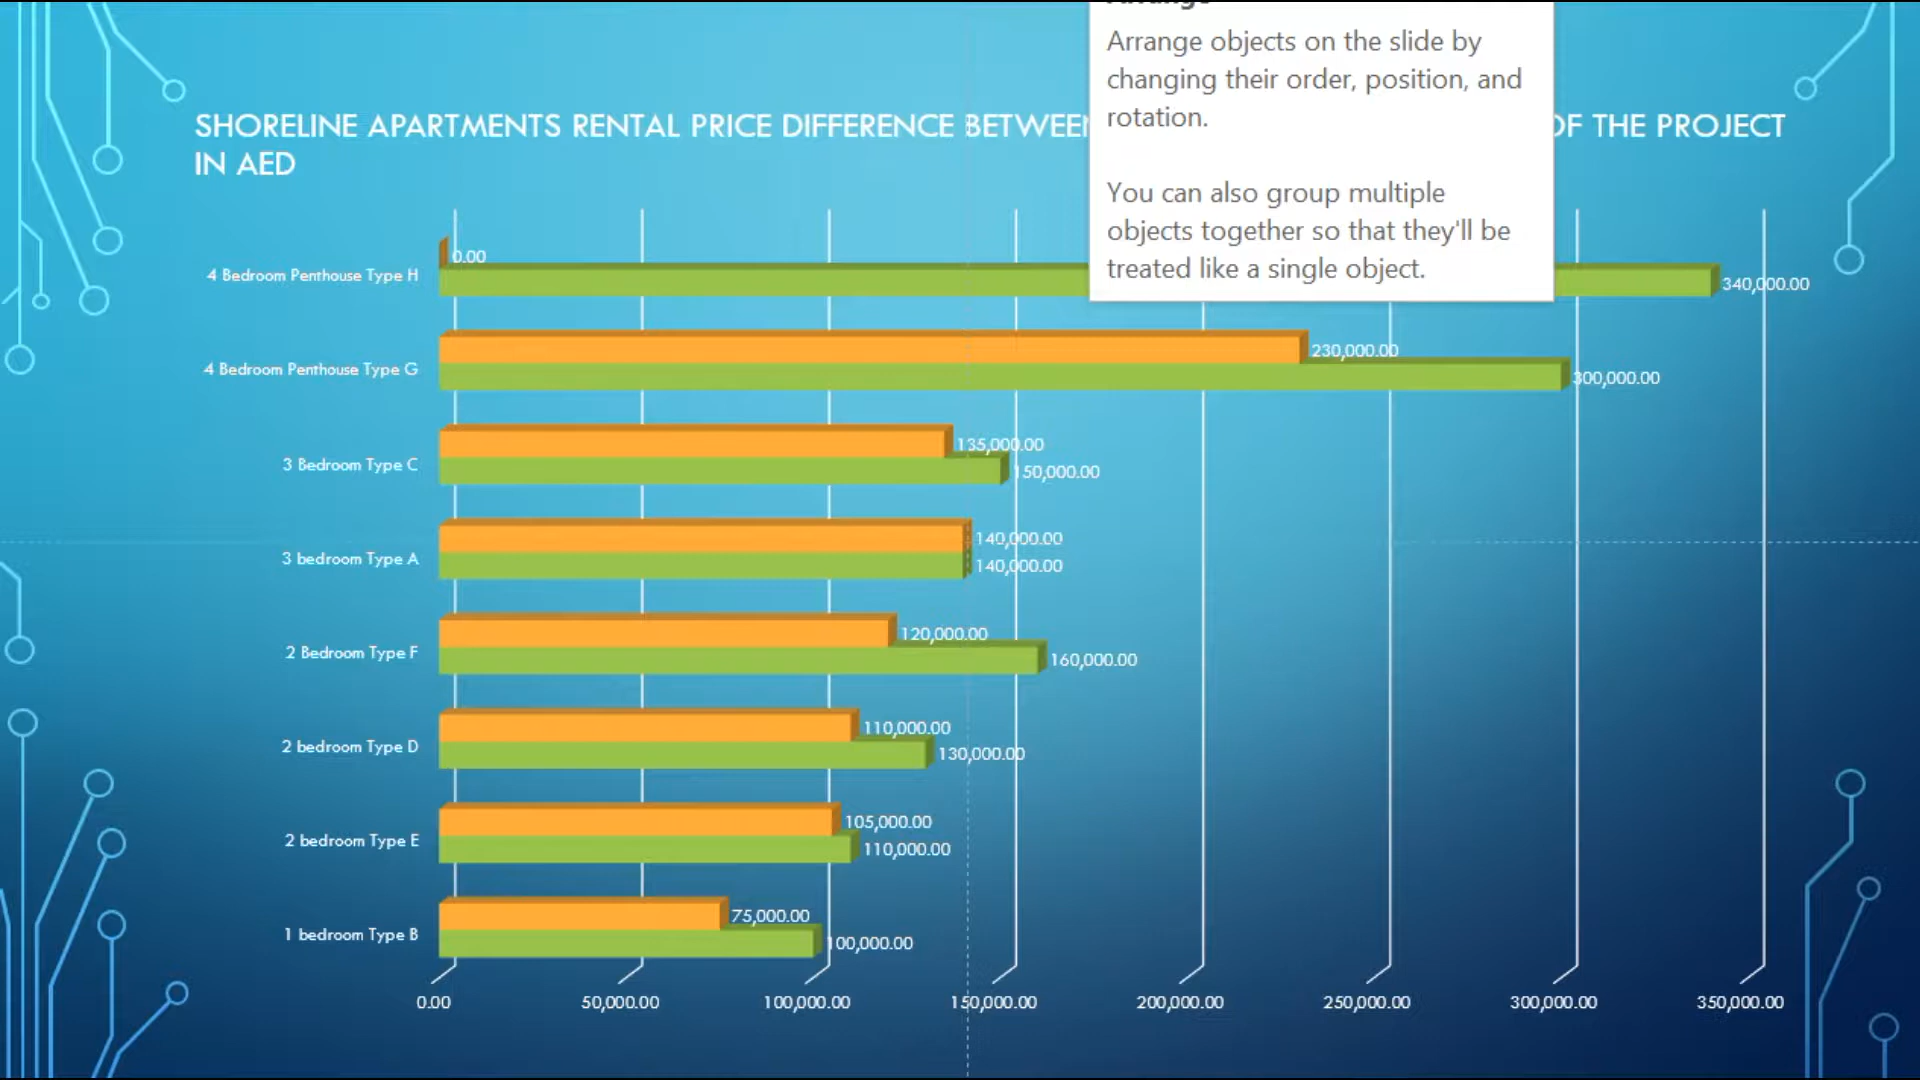 Arrange
Arrange objects on the slide by
changing their order, position, and
rotation.
You can also group multiple
objects together so that they'll be
treated like a single object.
SHORELINE APARTMENTS RENTAL PRICE DIFFERENCE BETWEEN OF THE PROJECT
IN AED
4 Bedroom Penthouse Type H
0.00
340,000.00
4 Bedroom Penthouse Type G
230,000.00
300,000.00
3 Bedroom Type C
135,000.00
150,000.00
3 bedroom Type A
140,000.00
140,000.00
2 Bedroom Type F
120,000.00
160,000.00
2 bedroom Type D
110,000.00
130,000.00
2 bedroom Type E
105,000.00
110,000.00
1 bedroom Type B
75,000.00
100,000.00
0.00 50,000.00 100,000.00 150,000.00 200,000.00 250,000.00 300,000.00 350,000.00